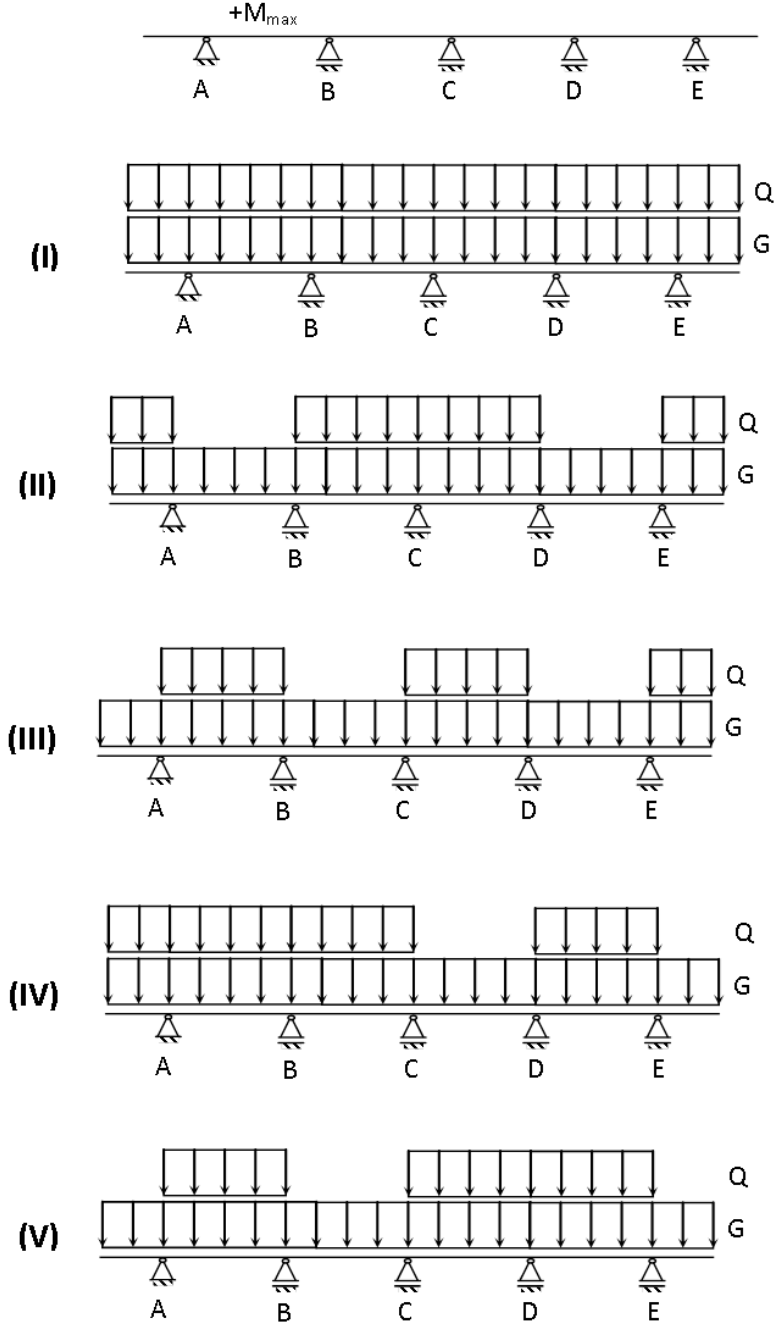 +Mmax
A B C D E
Q
(I) G
A B C D E
Q
(II) G
A B C D E
Q
(III) G
A B C D E
Q
(IV) G
A B C D E
Q
(V) G
A B C D E